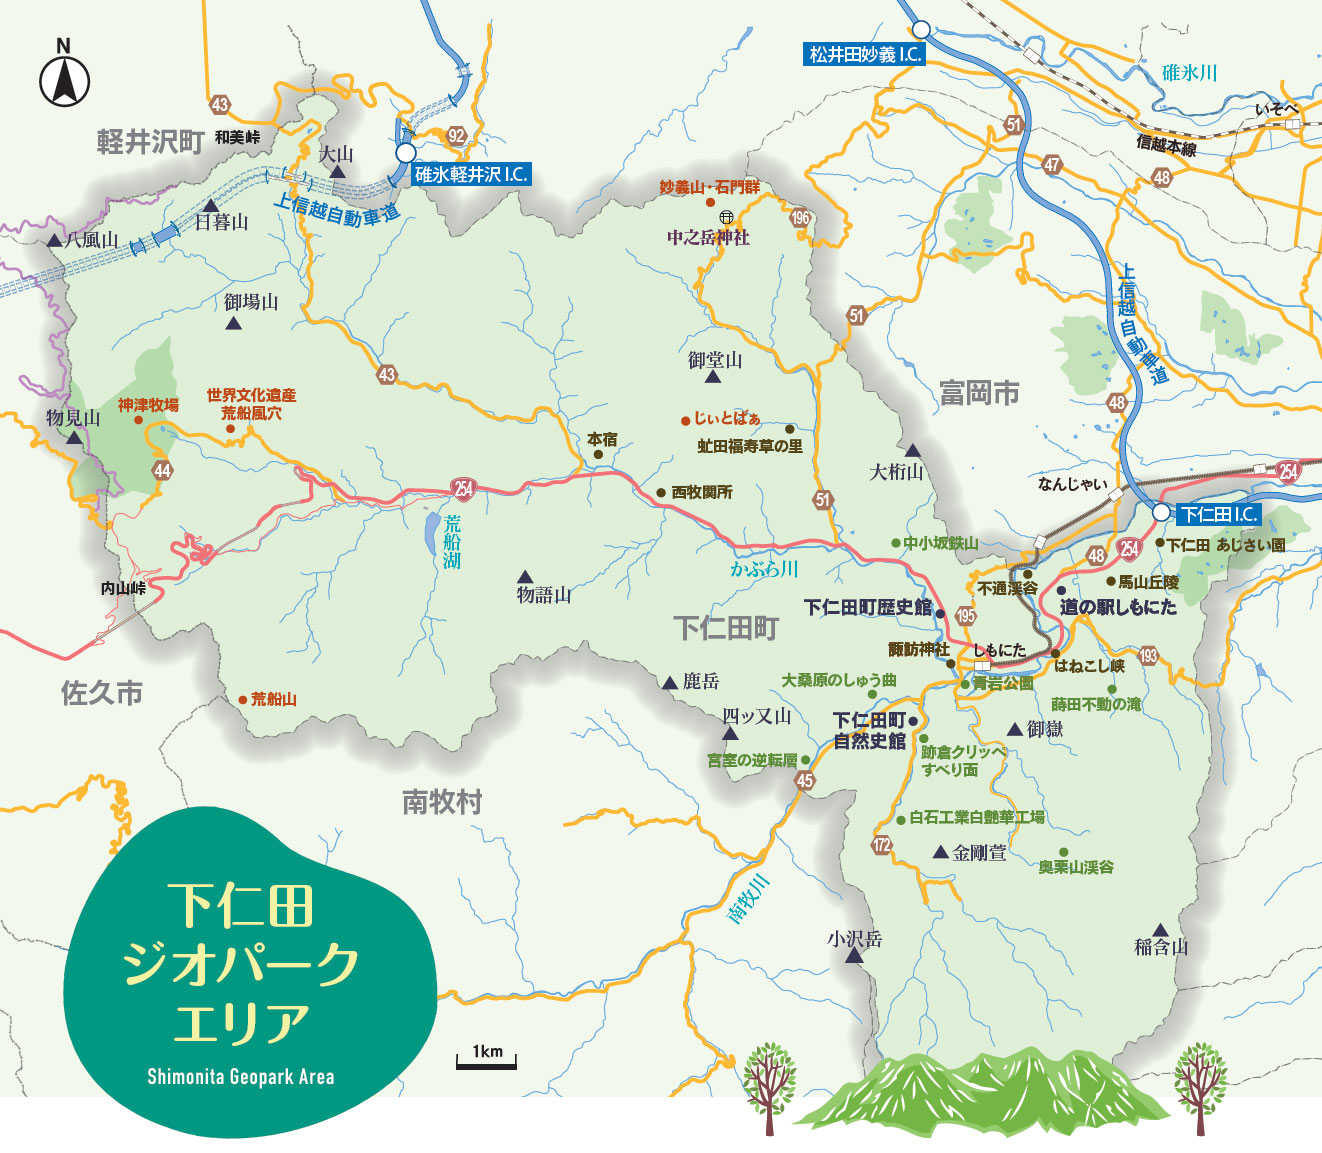 N
松井田妙義 I.C.
碓氷川
43
和美峠
軽井沢町
いそべ
信越本線
51
92
大山
碓氷軽井沢 I.C.
47
48
妙義山・石門群
上信越自動車道
日暮山
八風山
196
中之岳神社
上信越自動車道
御場山
51
御堂山
43
富岡市
48
世界文化遺産
荒船風穴
神津牧場
物見山
じぃとばぁ
虻田福寿草の里
本宿
大桁山
44
254
西牧関所
51
なんじゃい
254
下仁田 I.C.
荒船湖
中小坂鉄山
かぶら川
48
254
下仁田 あじさい園
内山峠
物語山
不通渓谷
馬山丘陵
道の駅しもにた
下仁田町歴史館
195
下仁田町
諏訪神社
しもにた
はねこし峡
193
佐久市
荒船山
鹿岳
大桑原のしゅう曲
青岩公園
蒔田不動の滝
四ッ又山
下仁田町
自然史館
御嶽
宮室の逆転層
跡倉クリッペ
すべり面
45
南牧村
白石工業白艶華工場
172
金剛萱
奥栗山渓谷
南牧川
小沢岳
稲含山
下仁田
ジオパーク
エリア
Shimonita Geopark Area
1km